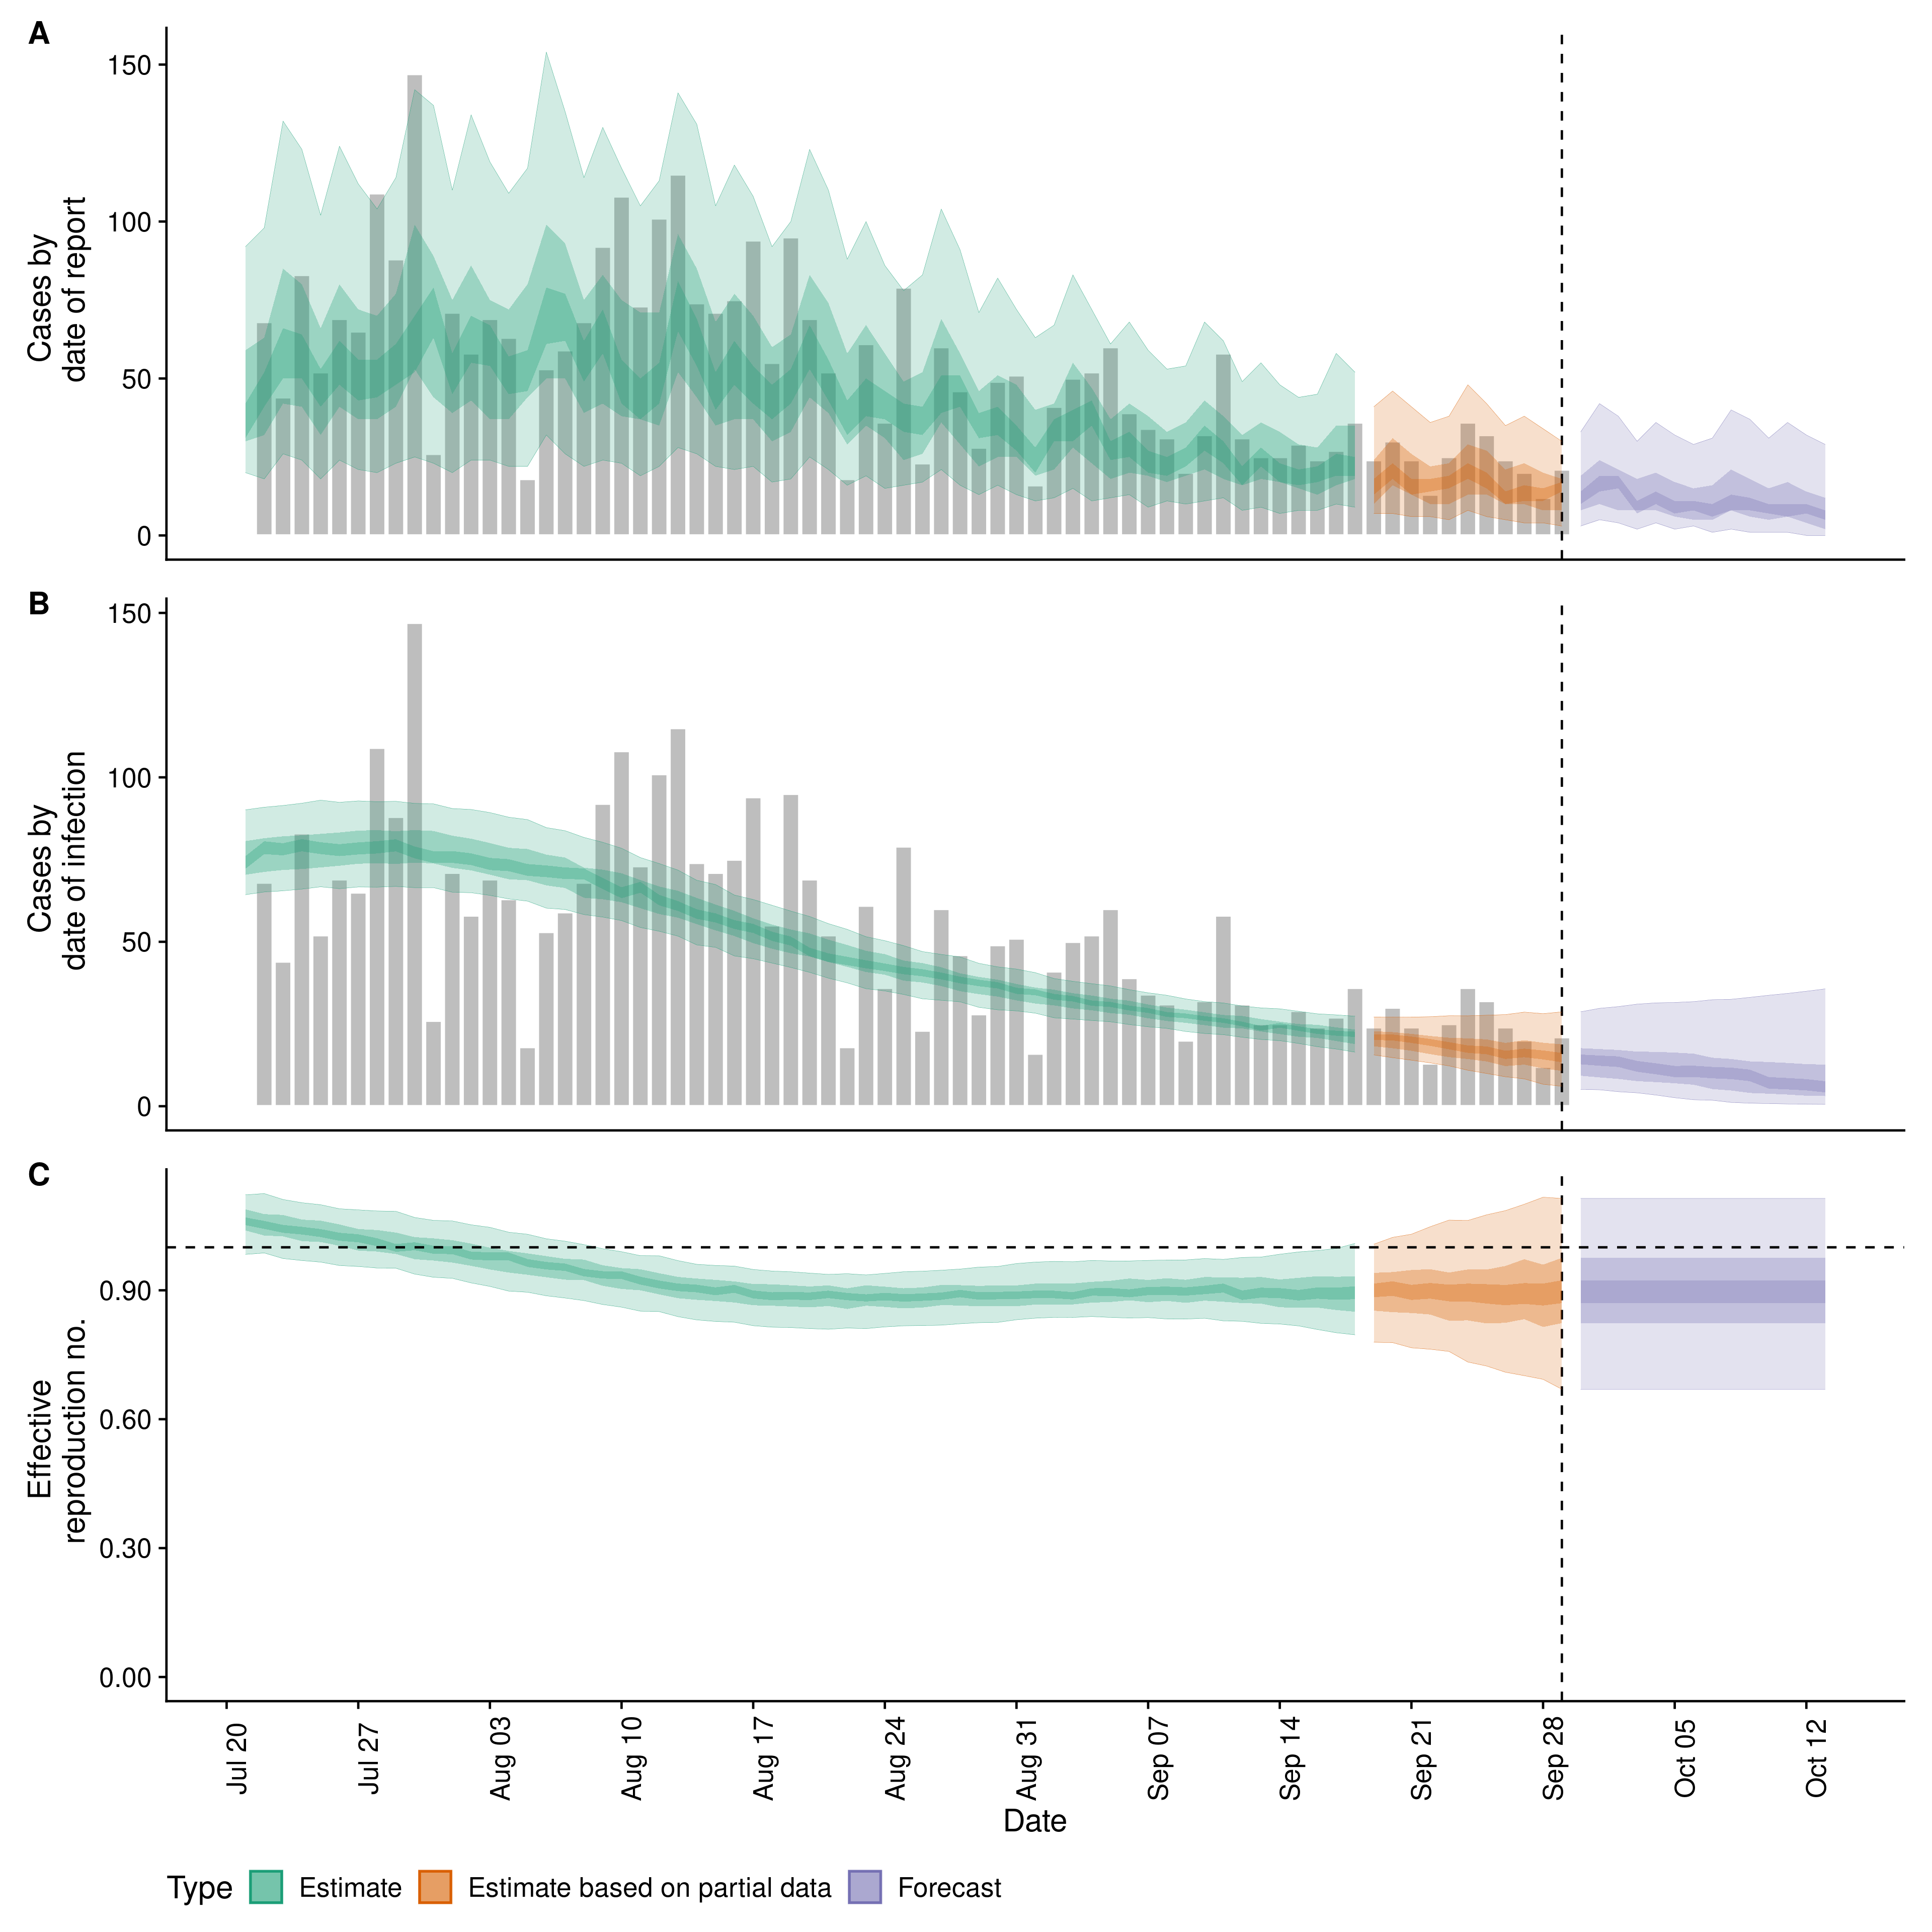 A
150
100
50
0
Cases by
date of report
B
150
100
50
0
Cases by
date of infection
C
0.90
0.60
0.30
0.00
Effective
reproduction no.
Jul 20
Jul 27
Aug 03
Aug 10
Aug 17
Aug 24
Aug 31
Sep 07
Sep 14
Sep 21
Sep 28
Oct 05
Oct 12
Date
Type Estimate Estimate based on partial data Forecast